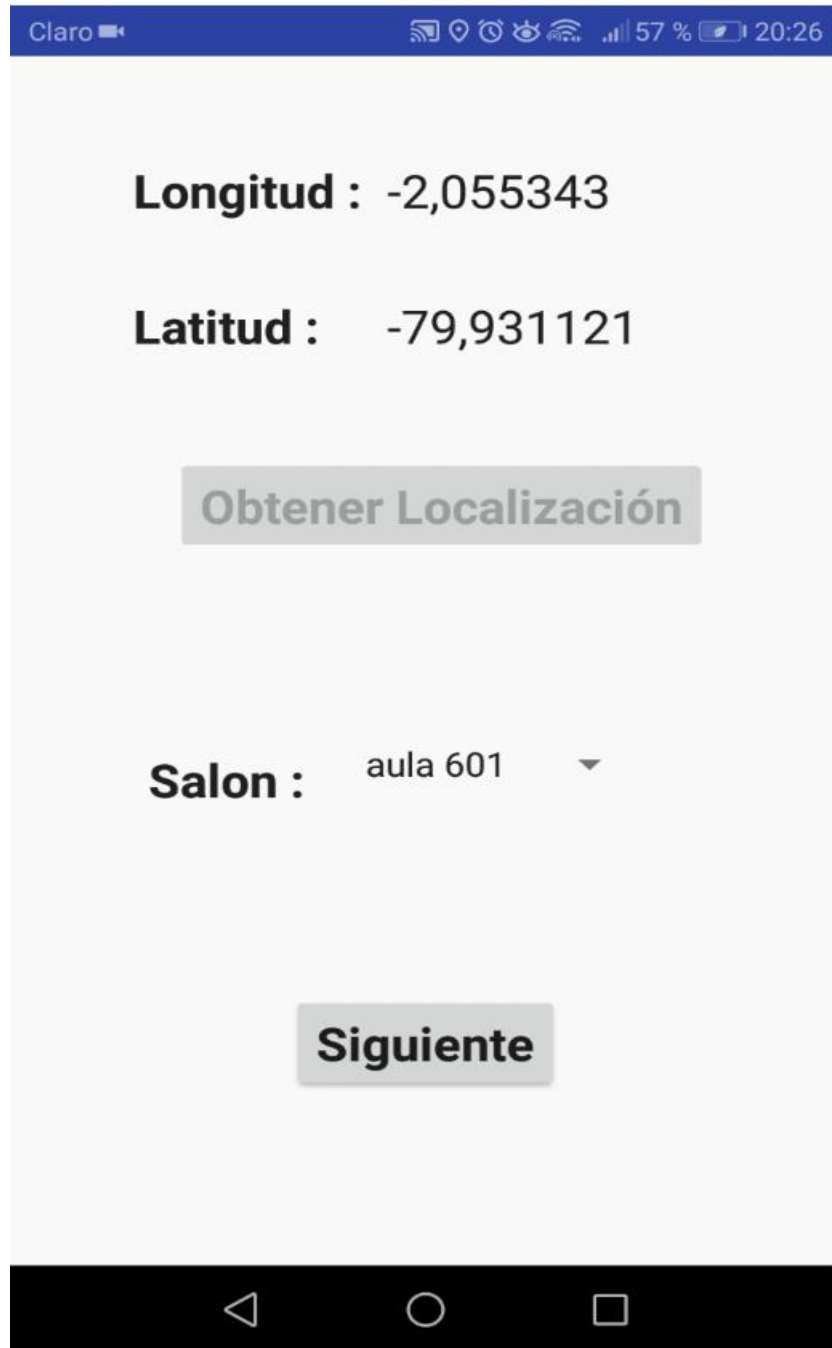 Claro 57 % 20:26
Longitud : -2,055343
Latitud : -79,931121
Obtener Localización
Salon : aula 601
Siguiente